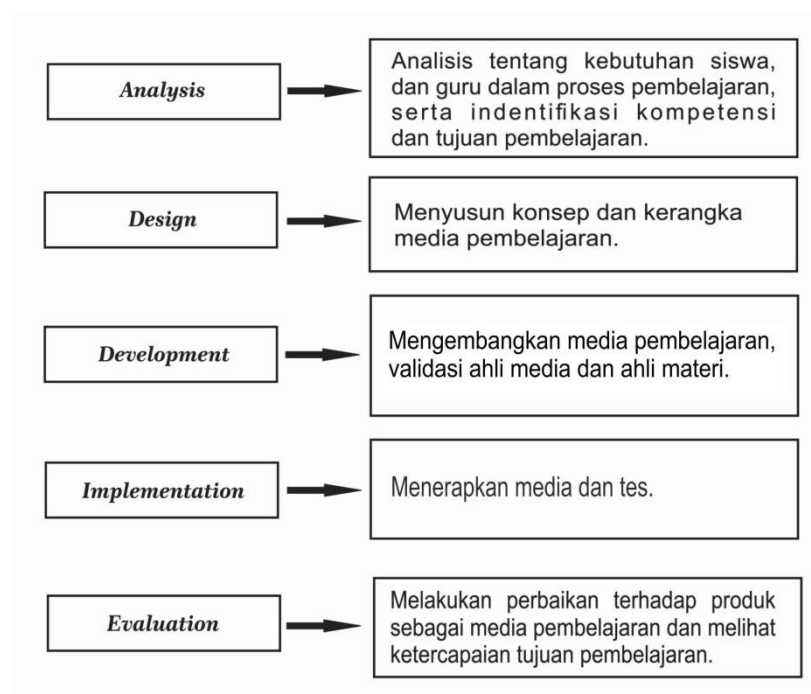 Analysis
Analisis tentang kebutuhan siswa,
dan guru dalam proses pembelajaran,
serta indentifikasi kompetensi
dan tujuan pembelajaran.
Design
Menyusun konsep dan kerangka
media pembelajaran.
Development
Mengembangkan media pembelajaran,
validasi ahli media dan ahli materi.
Implementation
Menerapkan media dan tes.
Evaluation
Melakukan perbaikan terhadap produk
sebagai media pembelajaran dan melihat
ketercapaian tujuan pembelajaran.